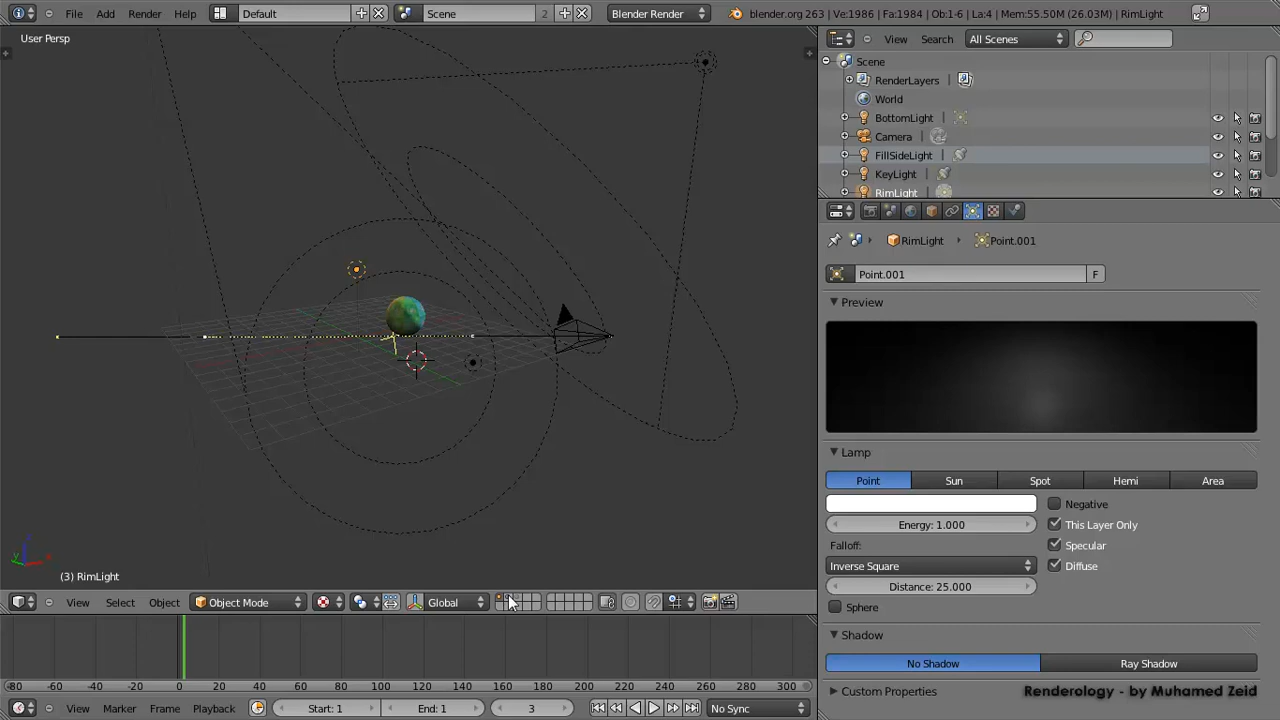 File Add Render Help Default Scene 2 Blender Render blender.org 263 | Ve:1986 | Fa:1984 | Ob:1-6 | La:4 | Mem:55.50M (26.03M) | RimLight
User Persp
View Search All Scenes
Scene
RenderLayers
World
BottomLight
Camera
FillSideLight
KeyLight
RimLight
RimLight Point.001
Point.001 F
Preview
Lamp
Point Sun Spot Hemi Area
Negative
Energy: 1.000 This Layer Only
Falloff: Specular
Inverse Square Diffuse
Distance: 25.000
Sphere
Shadow
No Shadow Ray Shadow
Custom Properties
Renderology - by Muhamed Zeid
z
y x
(3) RimLight
View Select Object Object Mode Global
-80 -60 -40 -20 0 20 40 60 80 100 120 140 160 180 200 220 240 260 280 300
View Marker Frame Playback Start: 1 End: 1 3 No Sync